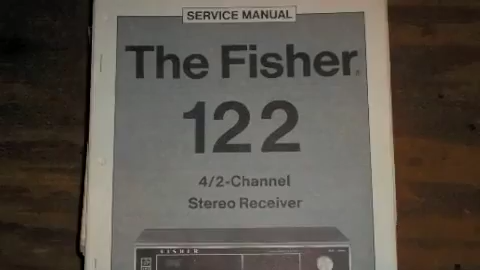 SERVICE MANUAL
The Fisher
122
4/2-Channel
Stereo Receiver
FISHER